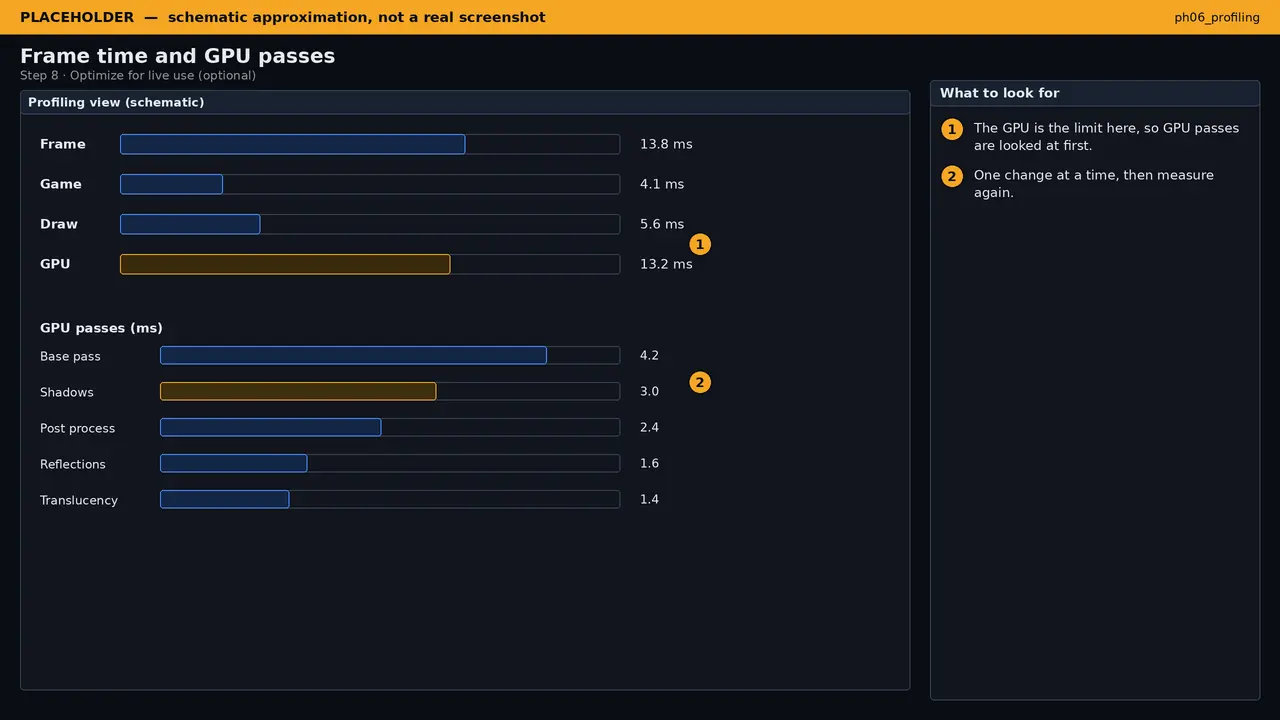 PLACEHOLDER — schematic approximation, not a real screenshot
ph06_profiling
Frame time and GPU passes
Step 8 · Optimize for live use (optional)
Profiling view (schematic)
Frame 13.8 ms
Game 4.1 ms
Draw 5.6 ms
1
GPU 13.2 ms
GPU passes (ms)
Base pass 4.2
2
Shadows 3.0
Post process 2.4
Reflections 1.6
Translucency 1.4
What to look for
1 The GPU is the limit here, so GPU passes
are looked at first.
2 One change at a time, then measure
again.